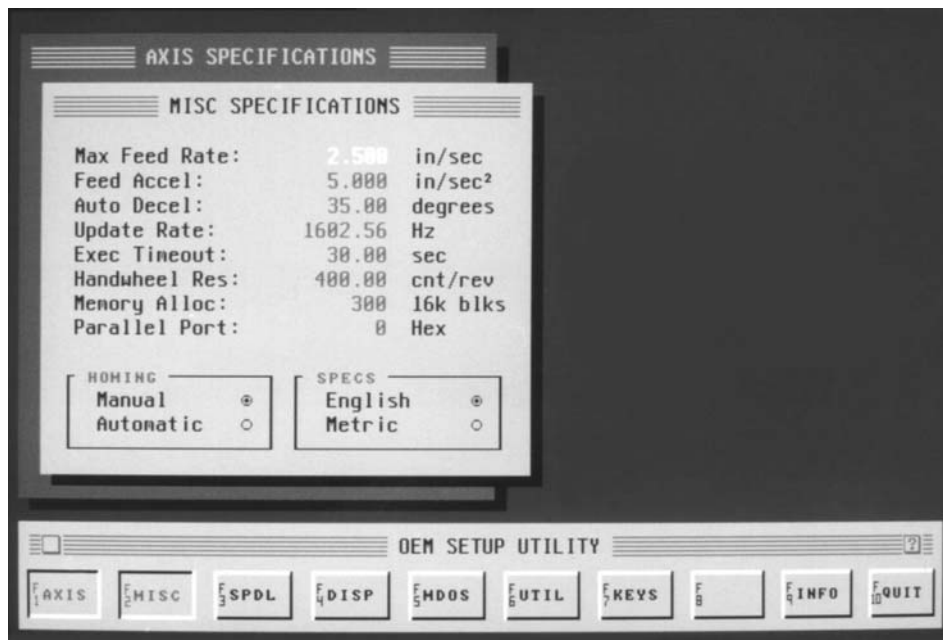 AXIS SPECIFICATIONS
MISC SPECIFICATIONS
Max Feed Rate: 2.500 in/sec
Feed Accel: 5.000 in/sec²
Auto Decel: 35.00 degrees
Update Rate: 1602.56 Hz
Exec Timeout: 30.00 sec
Handwheel Res: 400.00 cnt/rev
Memory Alloc: 300 16k blks
Parallel Port: 0 Hex
HOMING
Manual
Automatic
SPECS
English
Metric
OEM SETUP UTILITY ?
F1 AXIS F2 MISC F3 SPDL F4 DISP F5 HDOS F6 UTIL F7 KEYS F8 F9 INFO F10 QUIT